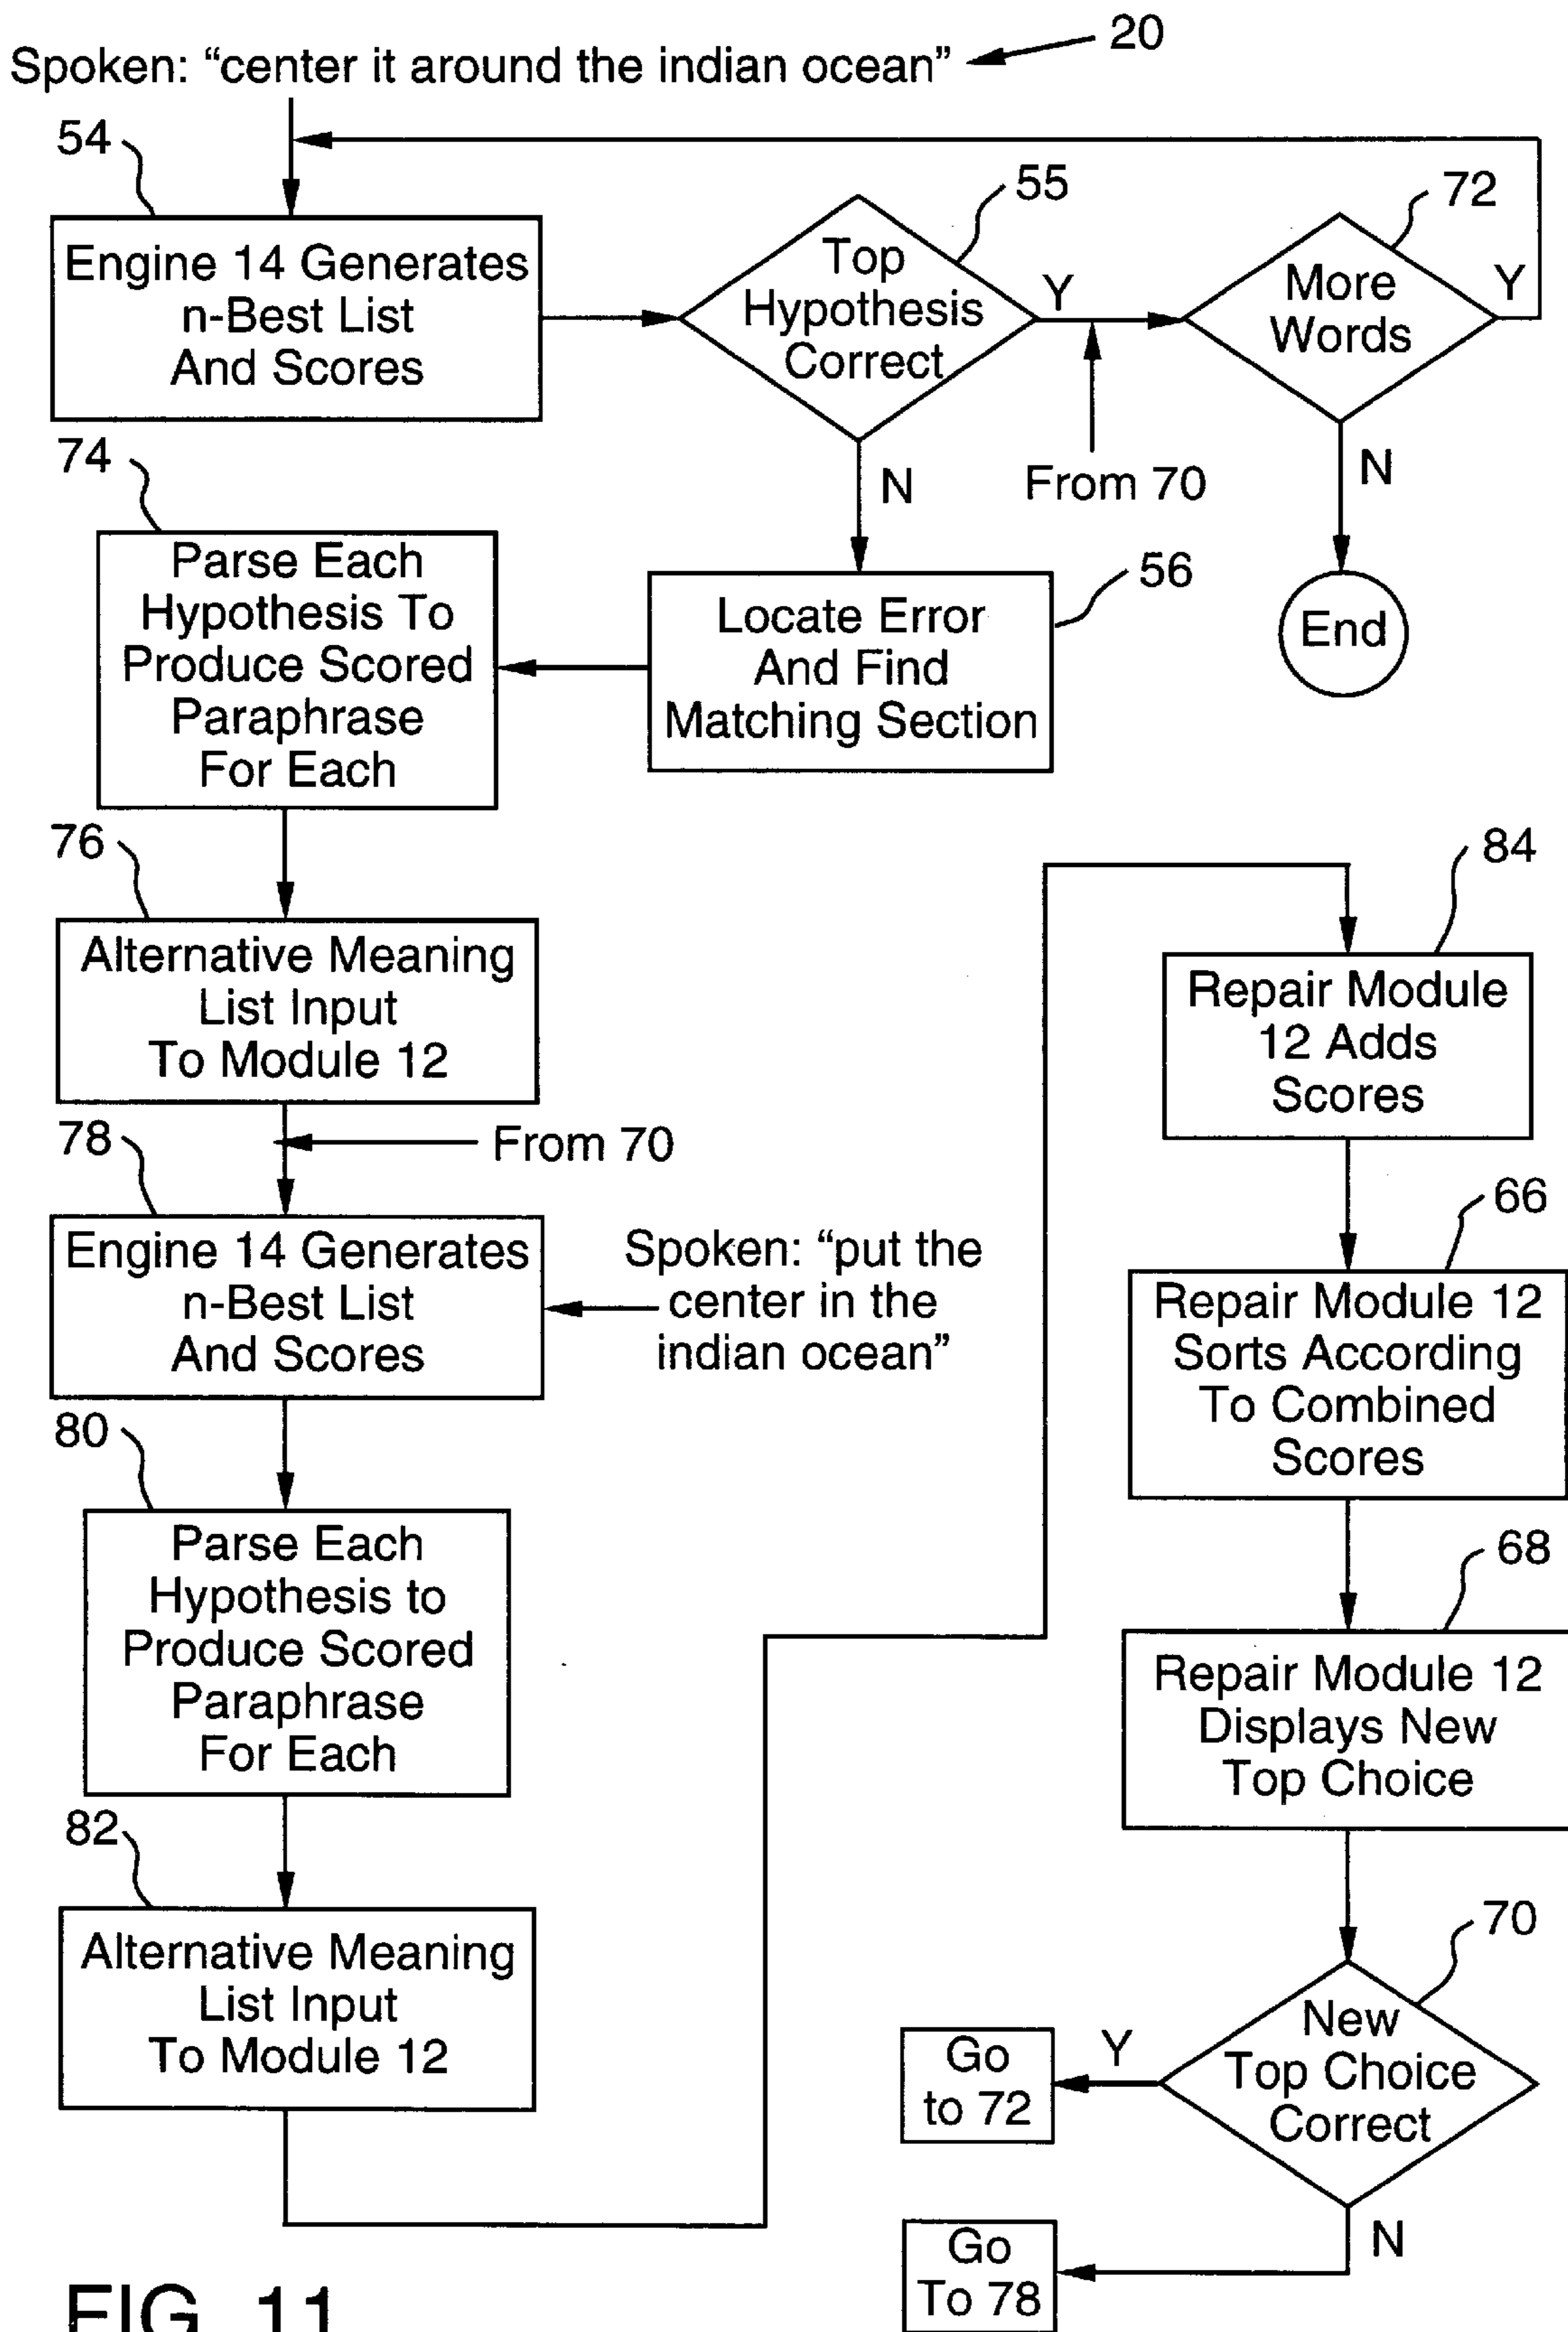 20
Spoken: “center it around the indian ocean”
54
Engine 14 Generates
n-Best List
And Scores
55
Top
Hypothesis
Correct
Y
72
More
Words
Y
From 70
N
N
End
56
Locate Error
And Find
Matching Section
74
Parse Each
Hypothesis To
Produce Scored
Paraphrase
For Each
76
Alternative Meaning
List Input
To Module 12
From 70
78
Engine 14 Generates
n-Best List
And Scores
Spoken: “put the
center in the
indian ocean”
80
Parse Each
Hypothesis to
Produce Scored
Paraphrase
For Each
82
Alternative Meaning
List Input
To Module 12
84
Repair Module
12 Adds
Scores
66
Repair Module 12
Sorts According
To Combined
Scores
68
Repair Module 12
Displays New
Top Choice
70
New
Top Choice
Correct
Y
Go
to 72
N
Go
To 78
FIG. 11